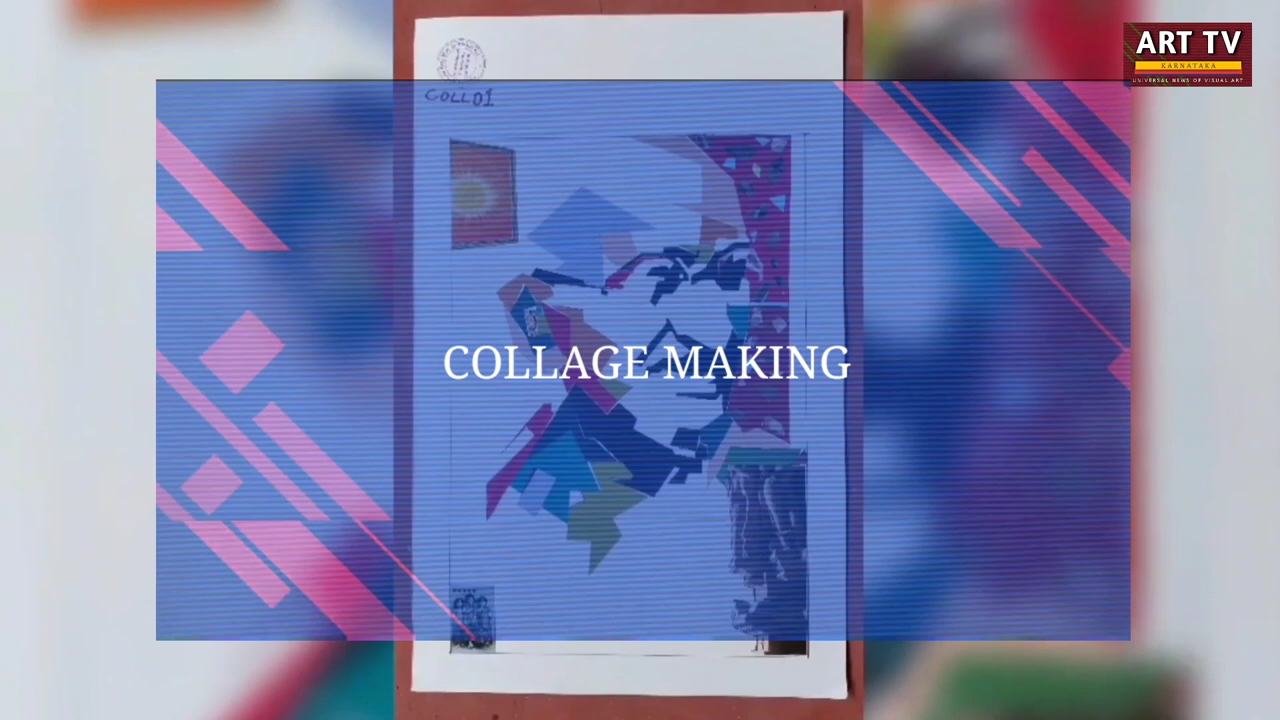 ART TV
KARNATAKA
UNIVERSAL NEWS OF VISUAL ART
COLL01
COLLAGE MAKING